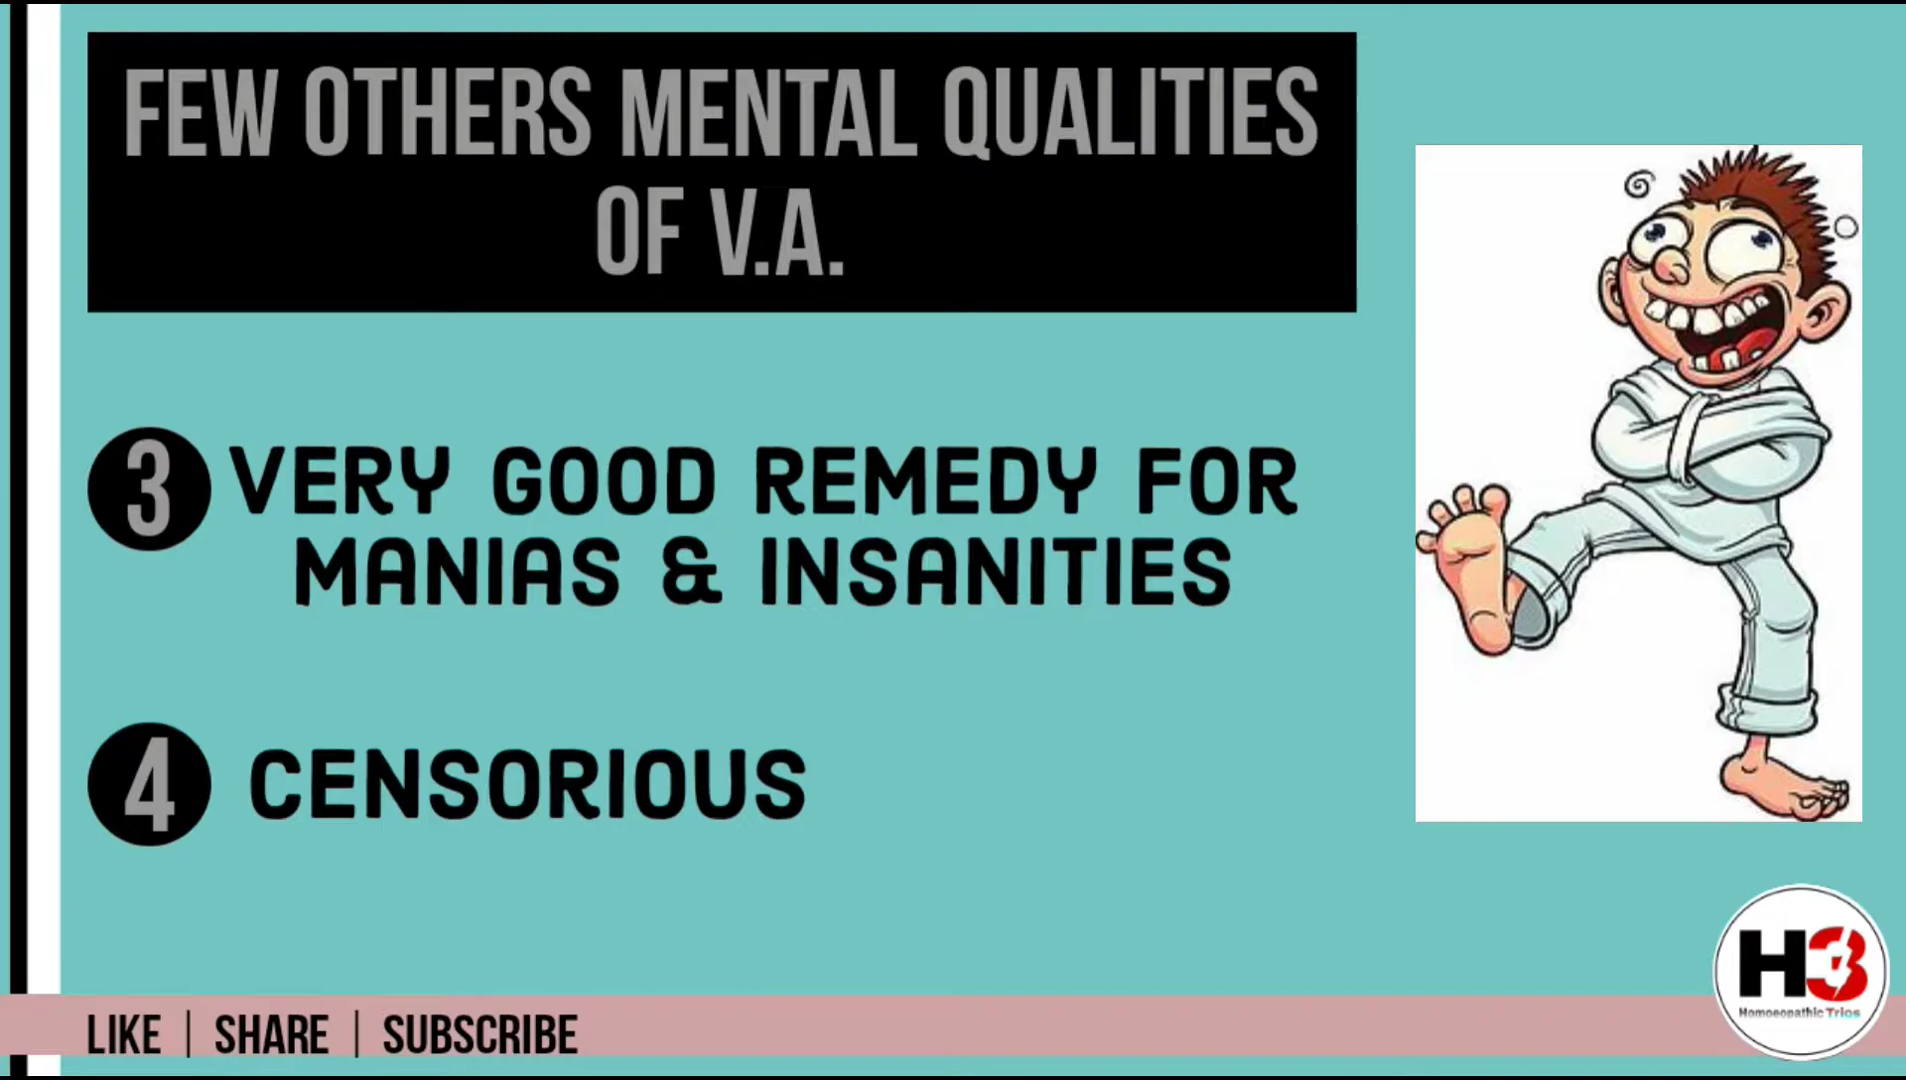 FEW OTHERS MENTAL QUALITIES
OF V.A.
3 VERY GOOD REMEDY FOR
MANIAS & INSANITIES
4 CENSORIOUS
H3
Homoeopathic Trios
LIKE | SHARE | SUBSCRIBE